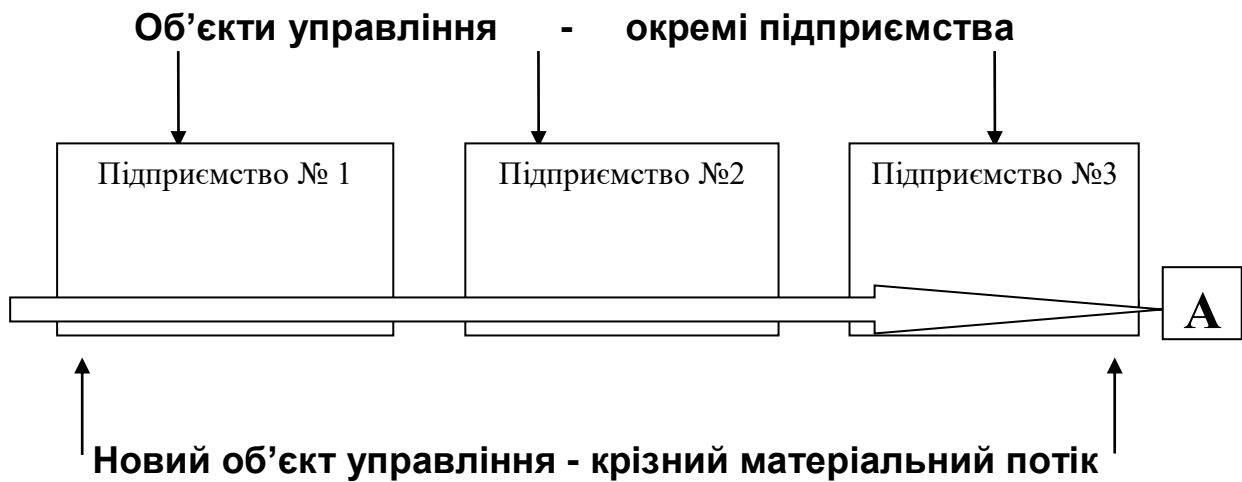 Об’єкти управління - окремі підприємства
Підприємство № 1
Підприємство №2
Підприємство №3
А
Новий об’єкт управління - крізний матеріальний потік